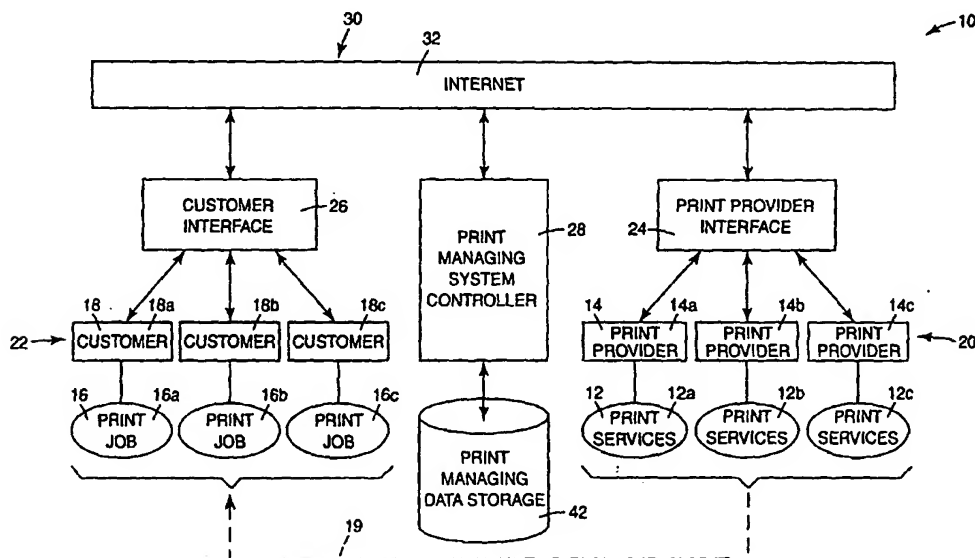 10
30
32
INTERNET
CUSTOMER
INTERFACE
26
PRINT
MANAGING
SYSTEM
CONTROLLER
28
PRINT PROVIDER
INTERFACE
24
22
18
18a
CUSTOMER
18b
CUSTOMER
18c
CUSTOMER
14
14a
PRINT
PROVIDER
14b
PRINT
PROVIDER
14c
PRINT
PROVIDER
20
16
16a
PRINT
JOB
16b
PRINT
JOB
16c
PRINT
JOB
PRINT
MANAGING
DATA STORAGE
42
12
12a
PRINT
SERVICES
12b
PRINT
SERVICES
12c
PRINT
SERVICES
19